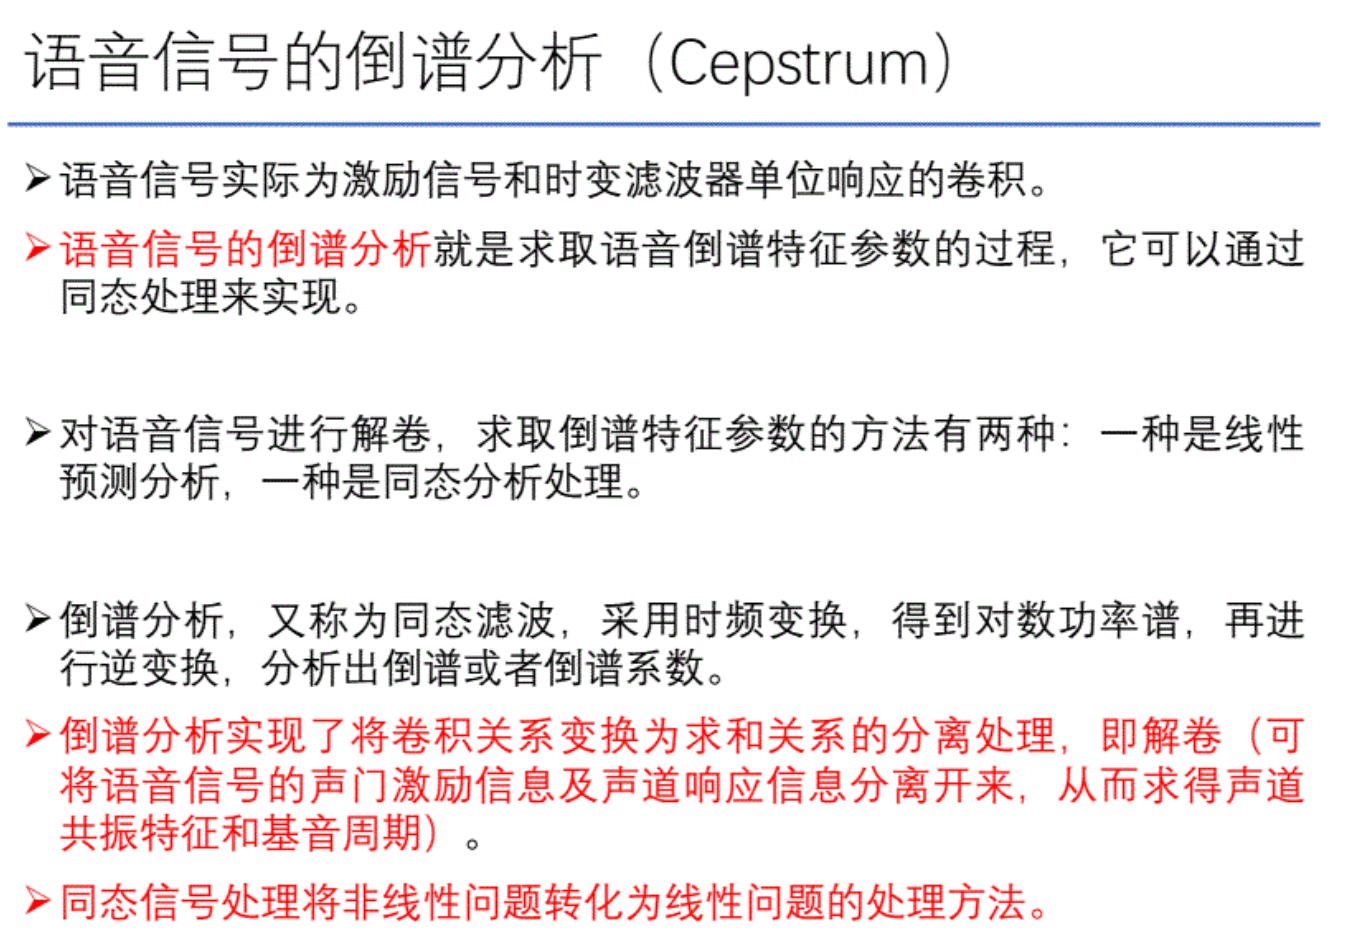 语音信号的倒谱分析（Cepstrum）
➢语音信号实际为激励信号和时变滤波器单位响应的卷积。
➢语音信号的倒谱分析就是求取语音倒谱特征参数的过程，它可以通过
同态处理来实现。
➢对语音信号进行解卷，求取倒谱特征参数的方法有两种：一种是线性
预测分析，一种是同态分析处理。
➢倒谱分析，又称为同态滤波，采用时频变换，得到对数功率谱，再进
行逆变换，分析出倒谱或者倒谱系数。
➢倒谱分析实现了将卷积关系变换为求和关系的分离处理，即解卷（可
将语音信号的声门激励信息及声道响应信息分离开来，从而求得声道
共振特征和基音周期）。
➢同态信号处理将非线性问题转化为线性问题的处理方法。